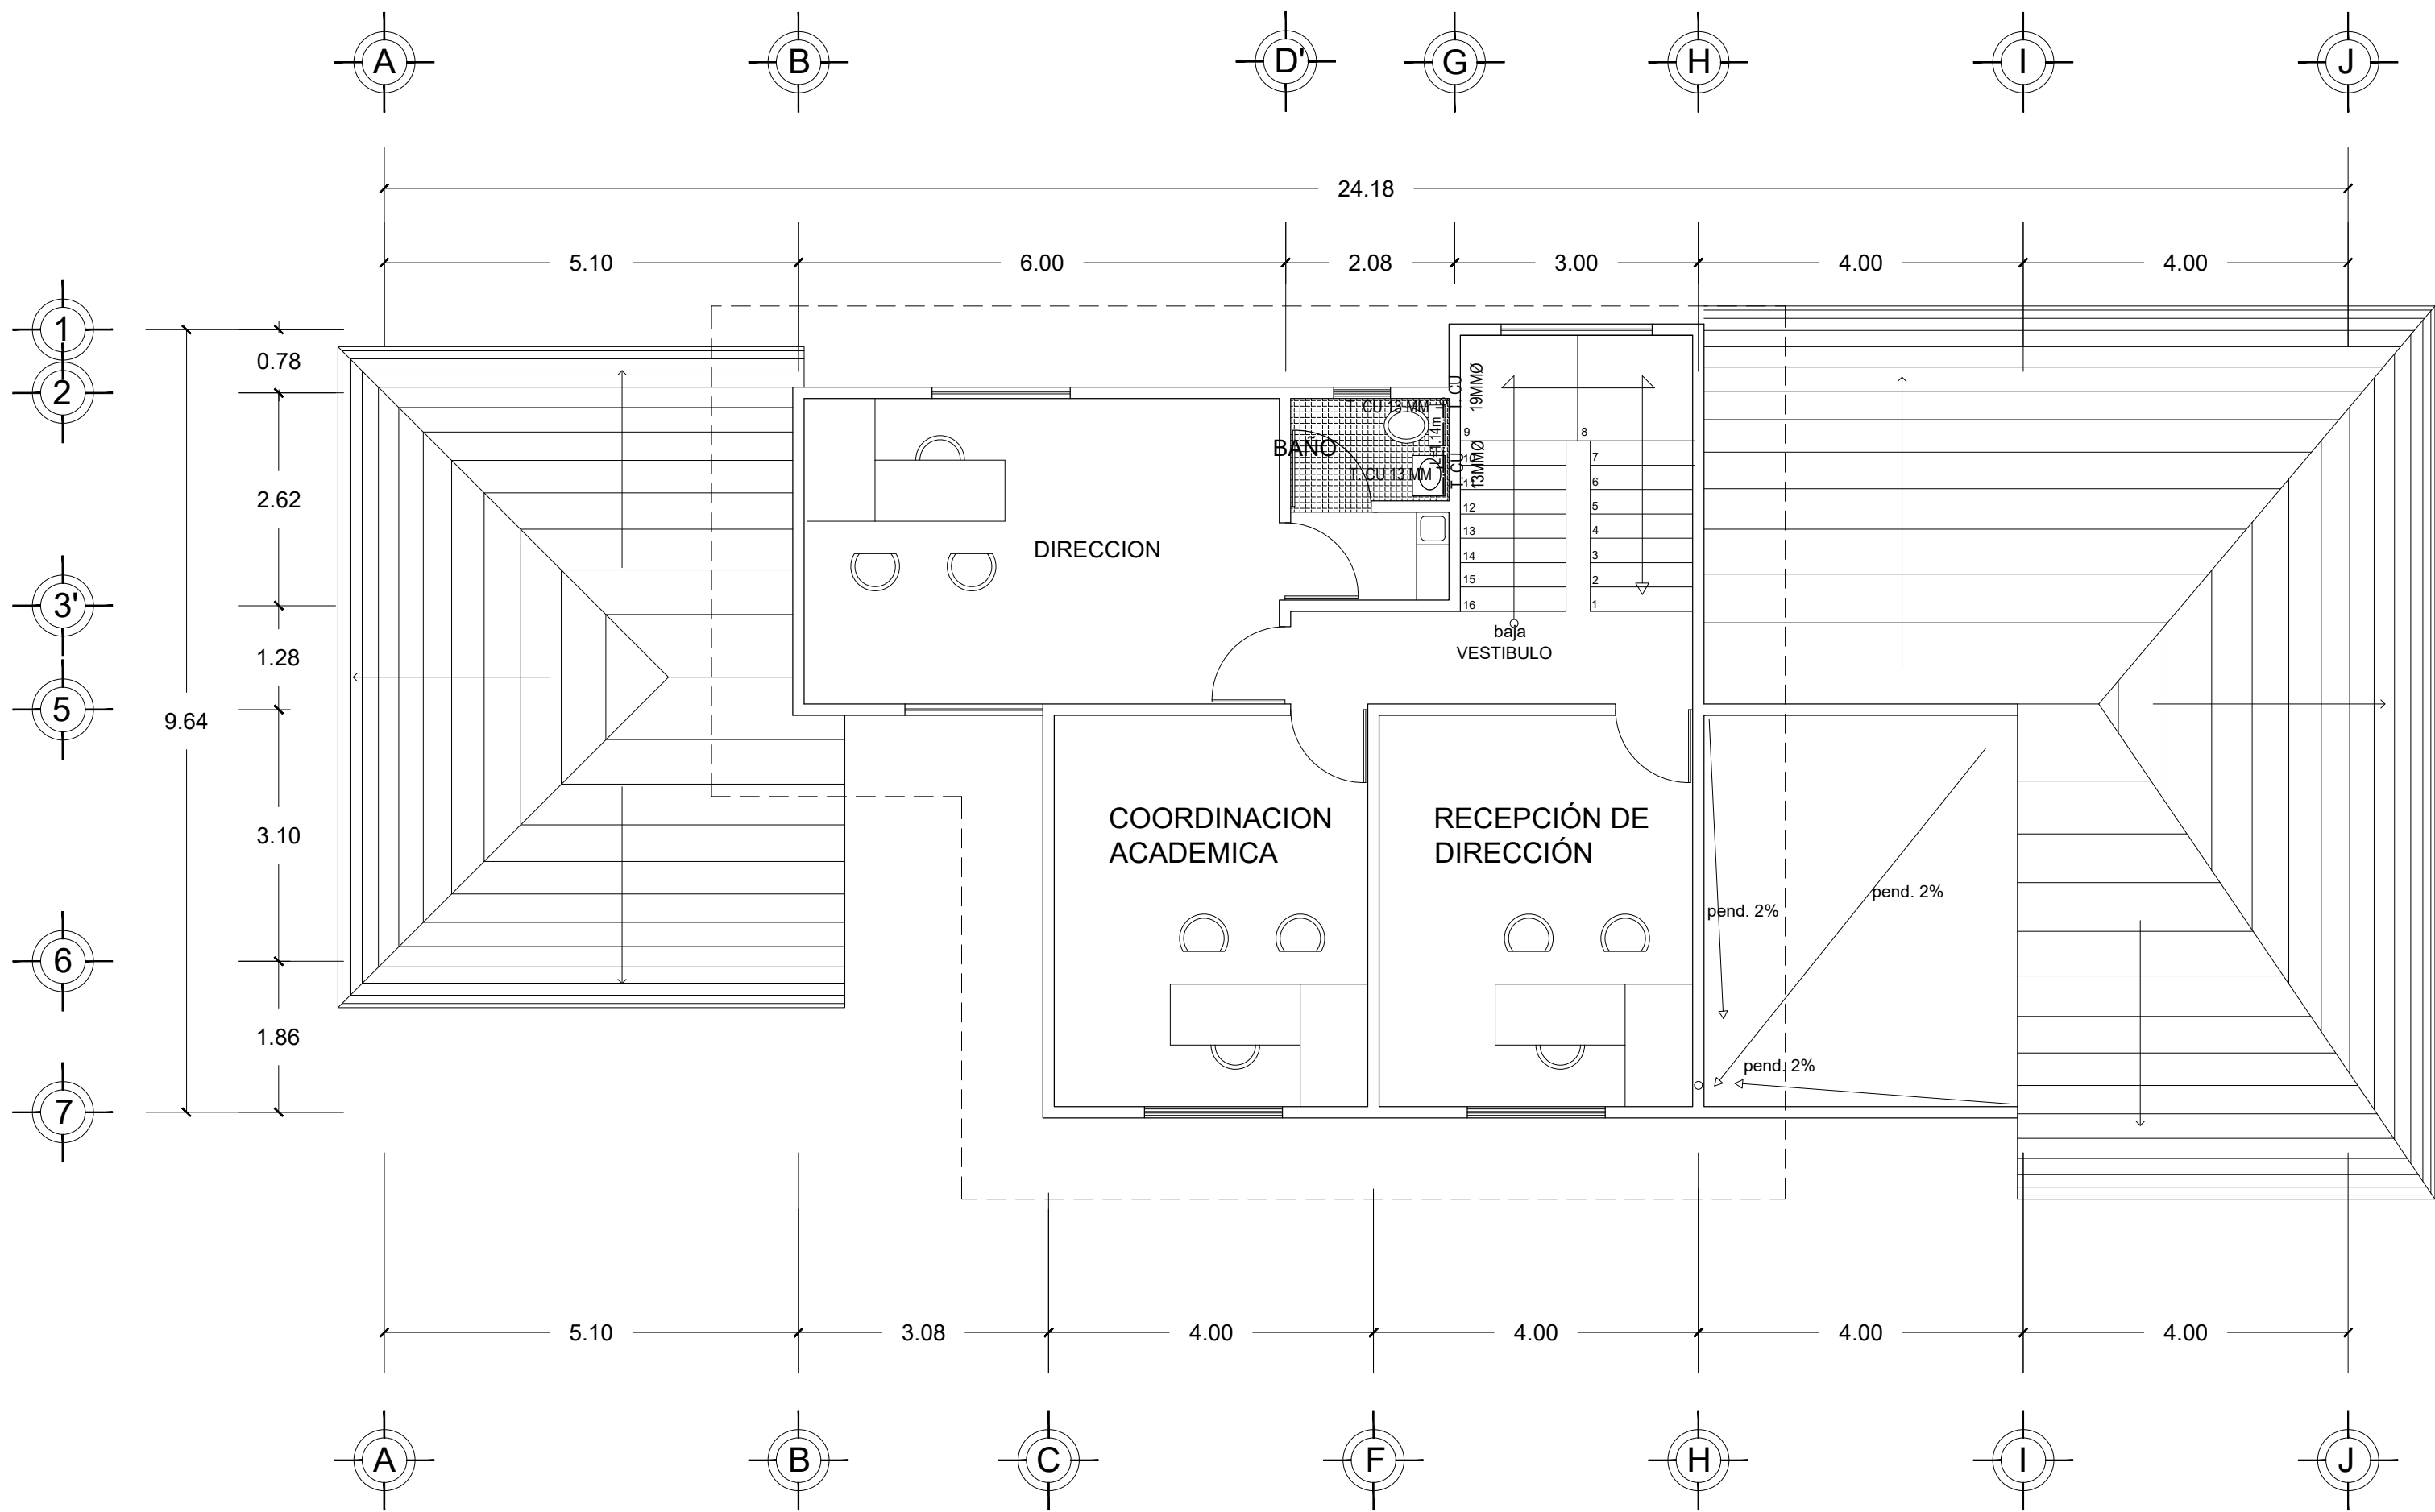 A B D' G H I J
24.18
5.10 6.00 2.08 3.00 4.00 4.00
1
0.78
2
2.62
3'
1.28
5
9.64
3.10
6
1.86
7
BAÑO
T. CU 13 MM
T. CU 13 MM
L=1.14m
T. CU
19MMØ
T. CU
13MMØ
9 8
10 7
11 6
12 5
13 4
14 3
15 2
16 1
DIRECCION
baja
VESTIBULO
COORDINACION
ACADEMICA
RECEPCIÓN DE
DIRECCIÓN
pend. 2%
pend. 2%
pend. 2%
5.10 3.08 4.00 4.00 4.00 4.00
A B C F H I J